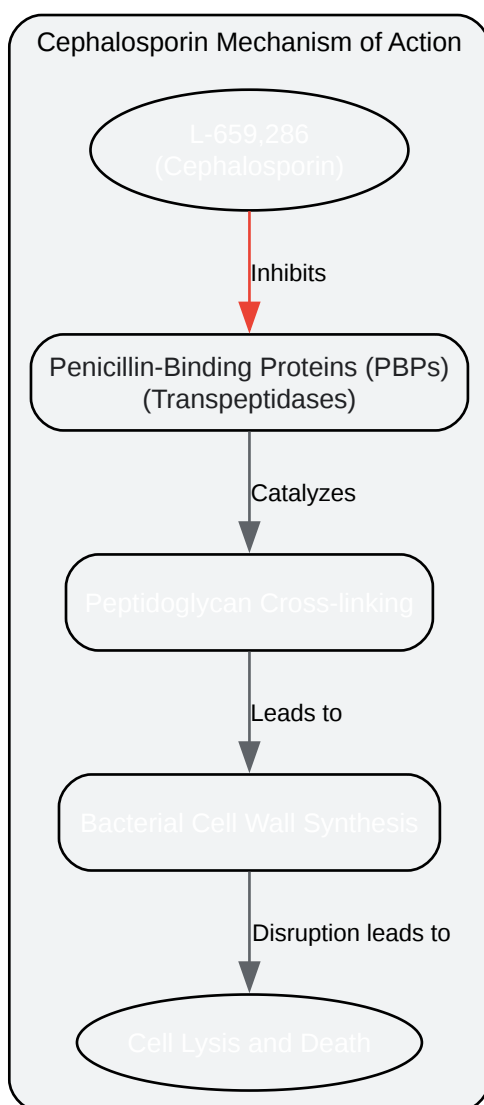 Cephalosporin Mechanism of Action
L-659,286
(Cephalosporin)
Inhibits
Penicillin-Binding Proteins (PBPs)
(Transpeptidases)
Catalyzes
Peptidoglycan Cross-linking
Leads to
Bacterial Cell Wall Synthesis
Disruption leads to
Cell Lysis and Death